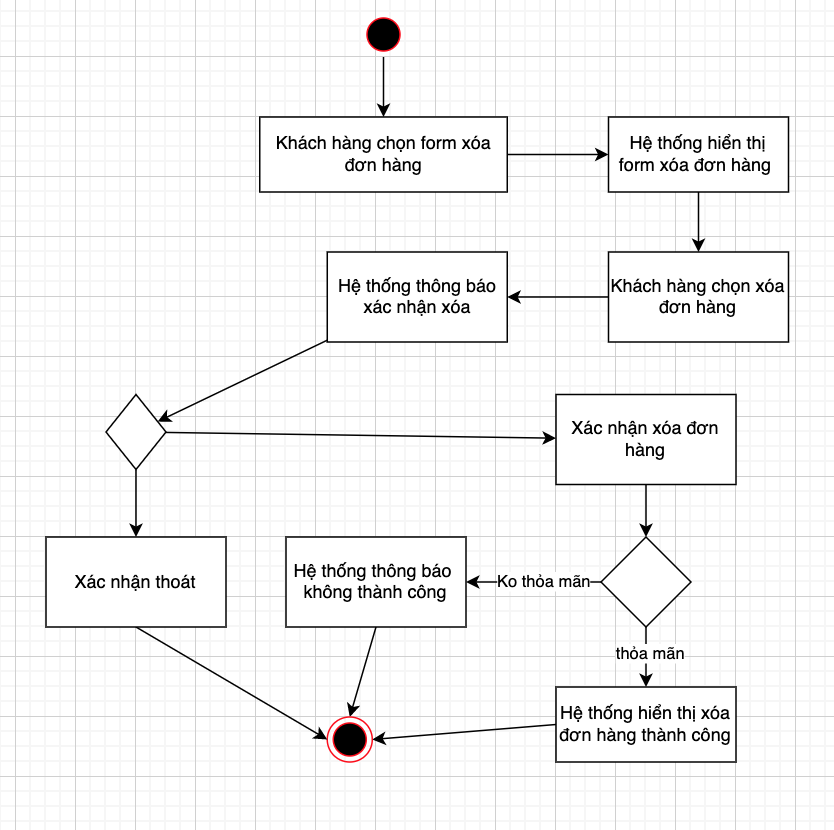 Khách hàng chọn form xóa
đơn hàng
Hệ thống hiển thị
form xóa đơn hàng
Hệ thống thông báo
xác nhận xóa
Khách hàng chọn xóa
đơn hàng
Xác nhận xóa đơn
hàng
Xác nhận thoát
Hệ thống thông báo
không thành công
Ko thỏa mãn
thỏa mãn
Hệ thống hiển thị xóa
đơn hàng thành công